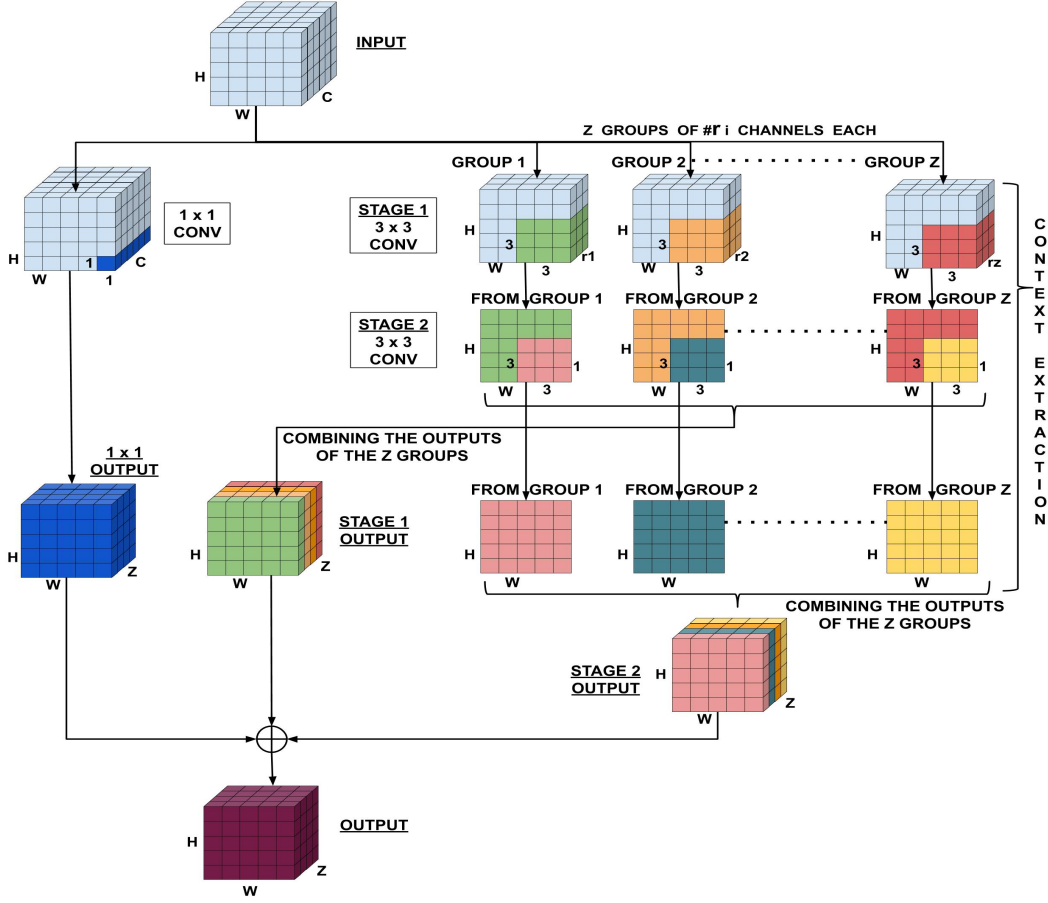 INPUT
H
W
C
Z GROUPS OF #r i CHANNELS EACH
GROUP 1
GROUP 2
GROUP Z
1 x 1
CONV
H
W
1
1
C
STAGE 1
3 x 3
CONV
H
W
3
3
r1
H
W
3
3
r2
H
W
3
3
rz
FROM GROUP 1
FROM GROUP 2
FROM GROUP Z
STAGE 2
3 x 3
CONV
H
W
3
3
H
W
3
3
1
H
W
3
3
1
CONTEXT EXTRACTION
COMBINING THE OUTPUTS
OF THE Z GROUPS
1 x 1
OUTPUT
H
W
Z
STAGE 1
OUTPUT
H
W
Z
FROM GROUP 1
FROM GROUP 2
FROM GROUP Z
H
W
H
W
H
W
COMBINING THE OUTPUTS
OF THE Z GROUPS
STAGE 2
OUTPUT
H
W
Z
OUTPUT
H
W
Z